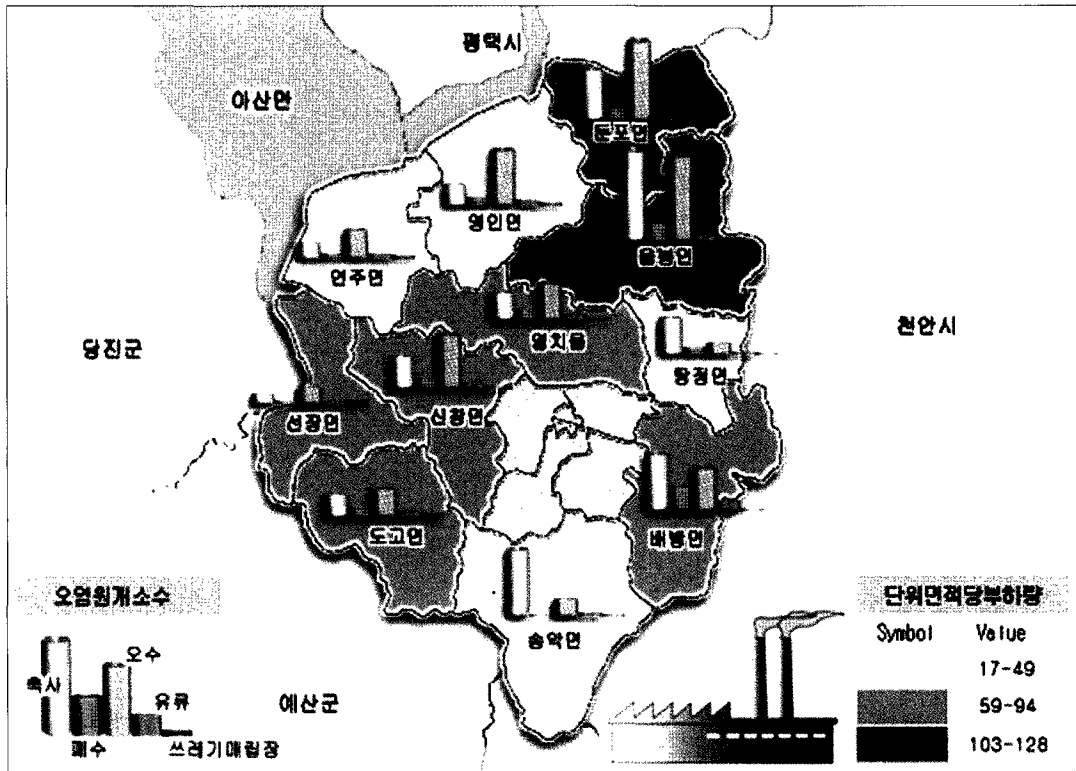 평택시
아산만
둔포면
영인면
음봉면
인주면
천안시
염치읍
당진군
탕정면
신창면
선장면
배방면
도고면
오염원개소수
단위면적당부하량
송악면
Symbol Value
오수
17-49
축사
예산군
유류
59-94
폐수
쓰레기매립장
103-128